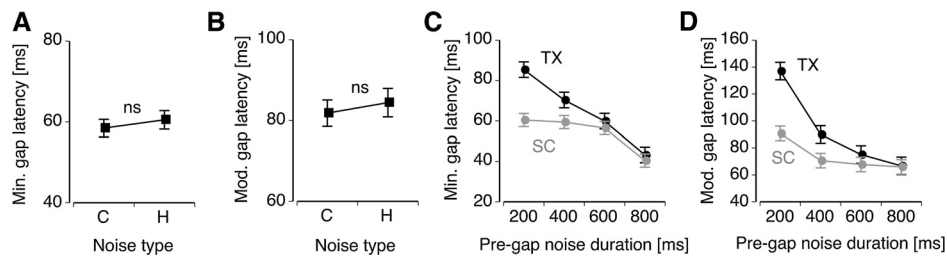 A
Min. gap latency [ms]
80
60
40
ns
C H
Noise type
B
Mod. gap latency [ms]
100
80
60
ns
C H
Noise type
C
Min. gap latency [ms]
100
80
60
40
20
TX
SC
200 400 600 800
Pre-gap noise duration [ms]
D
Mod. gap latency [ms]
160
140
120
100
80
60
40
TX
SC
200 400 600 800
Pre-gap noise duration [ms]